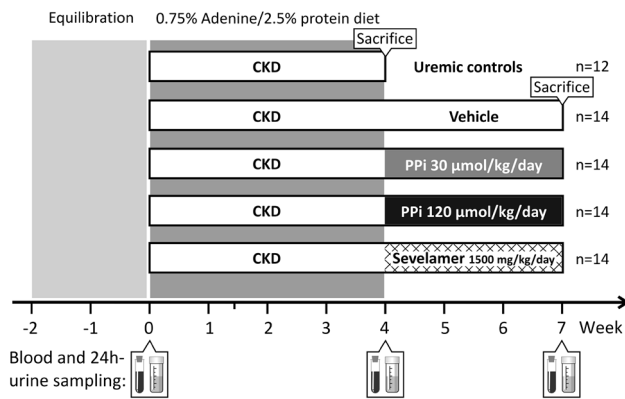 Equilibration 0.75% Adenine/2.5% protein diet
Sacrifice
CKD Uremic controls n=12
Sacrifice
CKD Vehicle n=14
CKD PPi 30 µmol/kg/day n=14
CKD PPi 120 µmol/kg/day n=14
CKD Sevelamer 1500 mg/kg/day n=14
-2 -1 0 1 2 3 4 5 6 7 Week
Blood and 24h-
urine sampling: